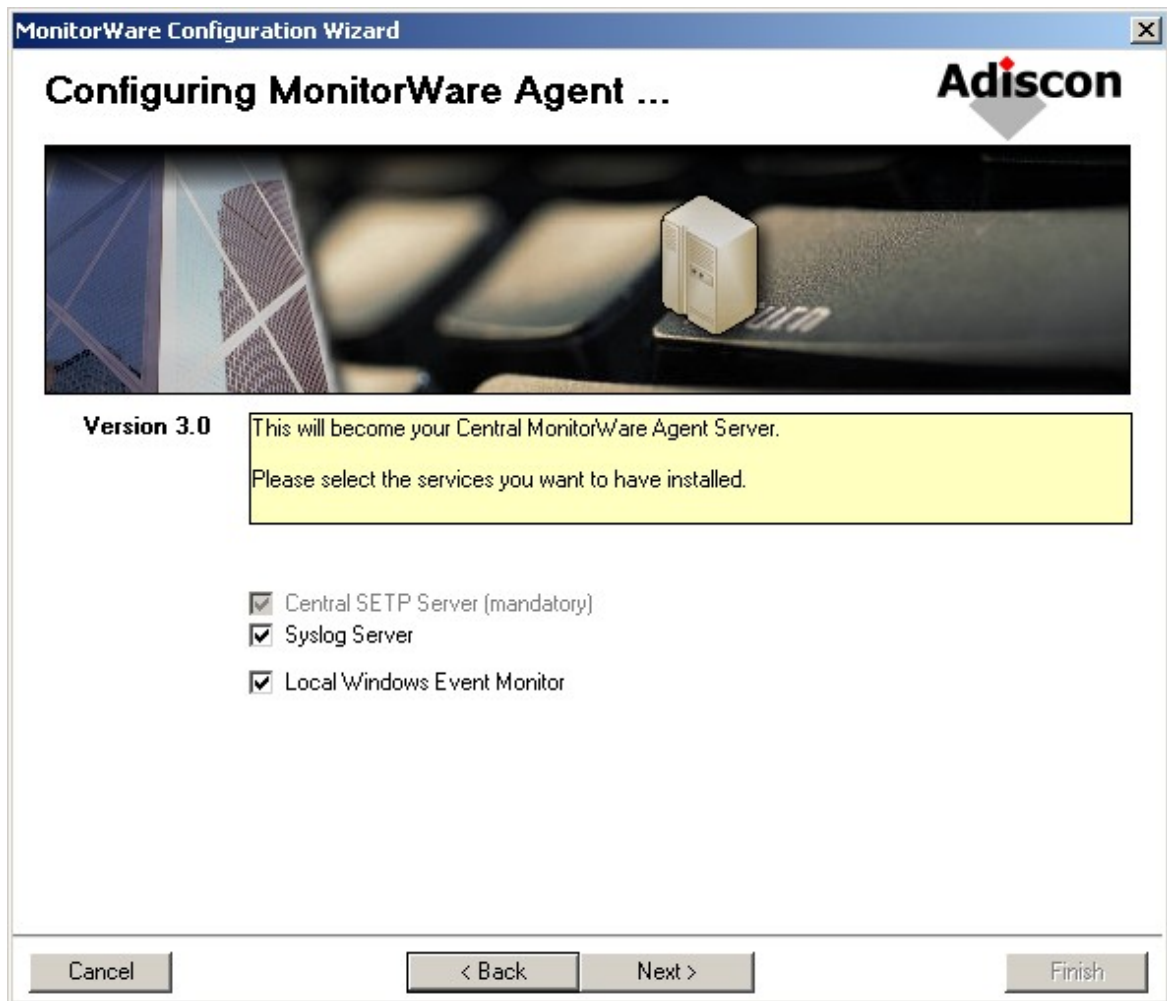 MonitorWare Configuration Wizard
Configuring MonitorWare Agent ...
Adiscon
Version 3.0
This will become your Central MonitorWare Agent Server.
Please select the services you want to have installed.
Central SETP Server (mandatory)
Syslog Server
Local Windows Event Monitor
Cancel
< Back
Next >
Finish